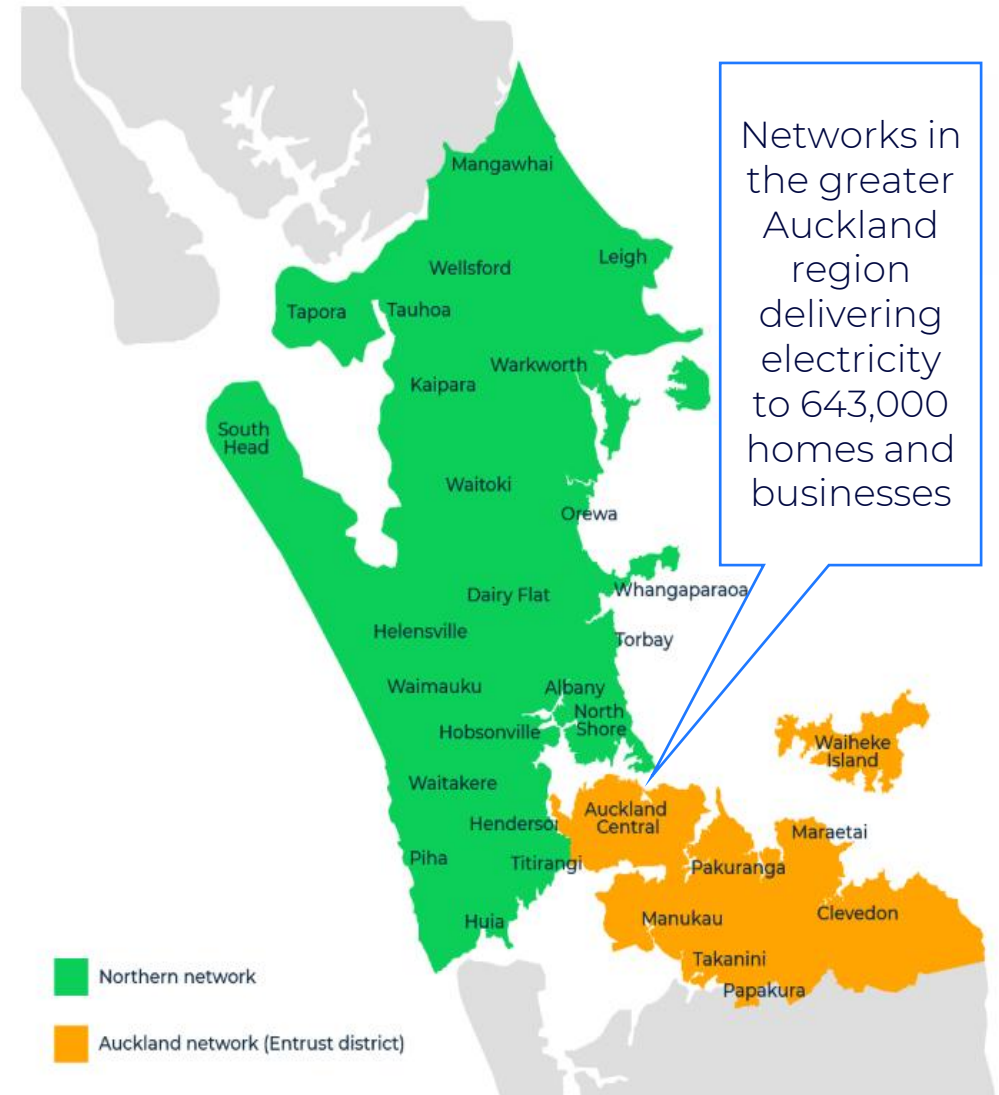 Networks in
the greater
Auckland
region
delivering
electricity
to 643,000
homes and
businesses
Mangawhai
Leigh
Wellsford
Tapora
Tauhoa
Warkworth
Kaipara
South
Head
Waitoki
Orewa
Whangaparaoa
Dairy Flat
Helensville
Torbay
Waimauku
Albany
North
Shore
Hobsonville
Waiheke
Island
Waitakere
Auckland
Central
Henderson
Maraetai
Piha
Titirangi
Pakuranga
Huia
Manukau
Clevedon
Takanini
Papakura
Northern network
Auckland network (Entrust district)